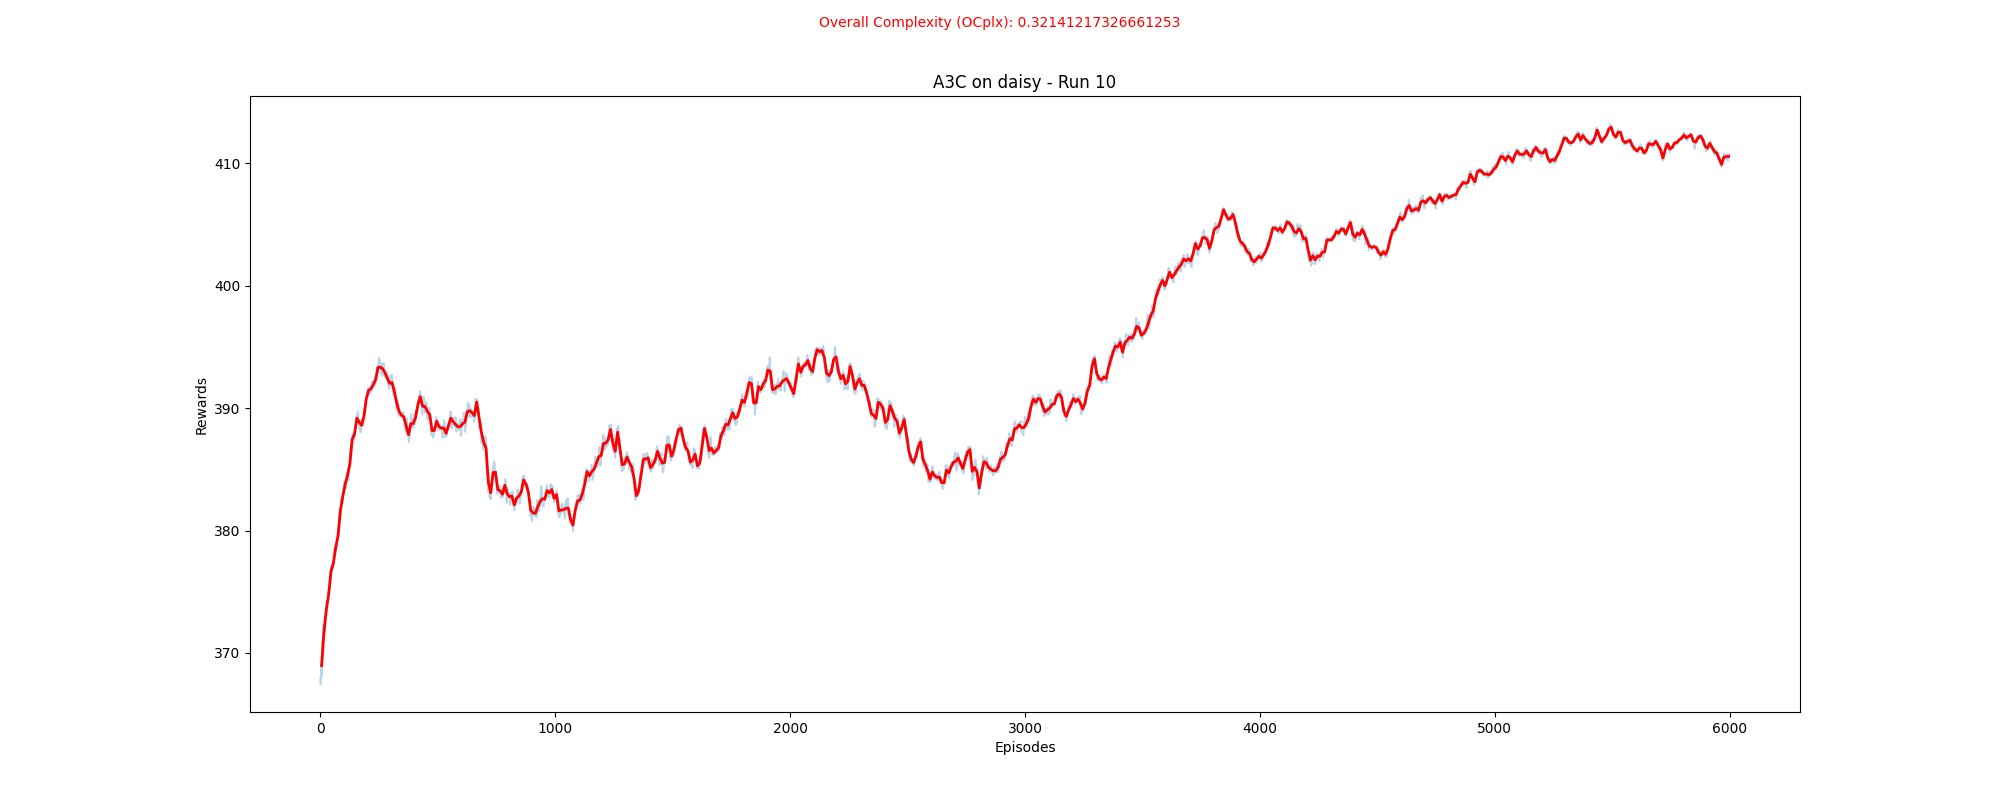 Overall Complexity (OCplx): 0.32141217326661253
A3C on daisy - Run 10
Rewards
410
400
390
380
370
0 1000 2000 3000 4000 5000 6000
Episodes